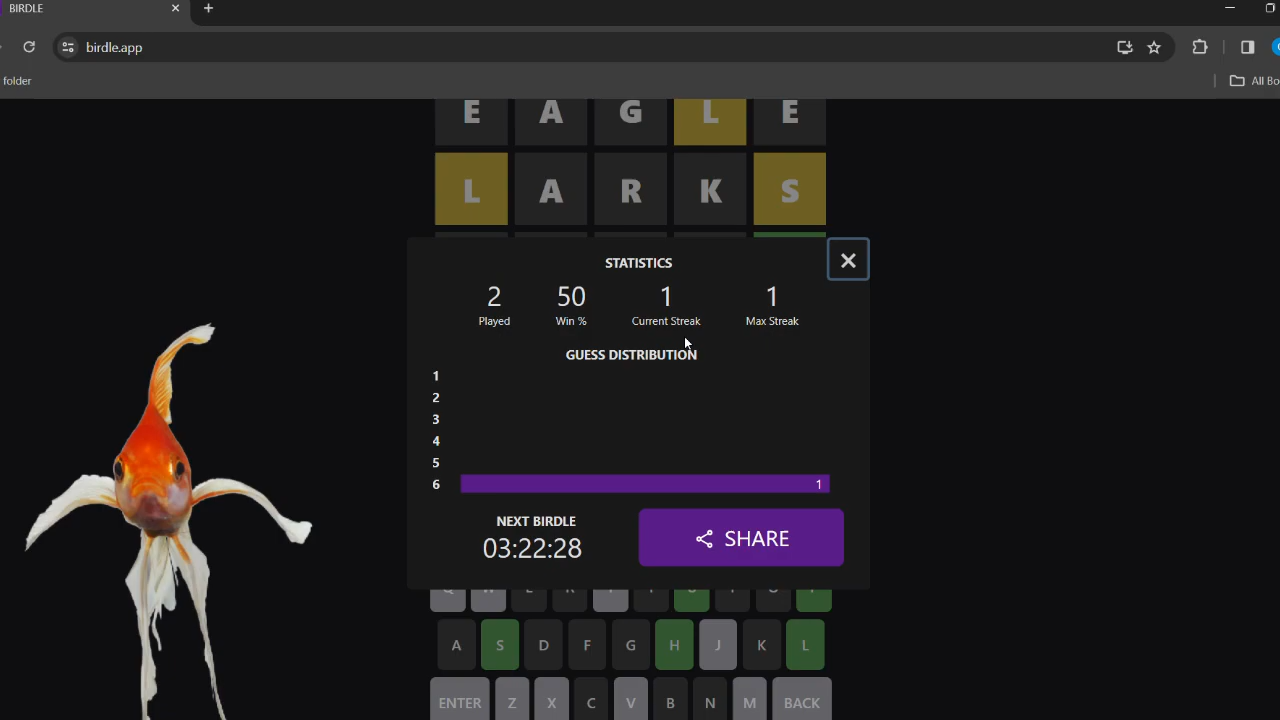 BIRDLE
birdle.app
folder
All Bo
E A G L E
L A R K S
STATISTICS
2 50 1 1
Played Win % Current Streak Max Streak
GUESS DISTRIBUTION
1
2
3
4
5
6 1
NEXT BIRDLE
03:22:28
SHARE
A S D F G H J K L
ENTER Z X C V B N M BACK